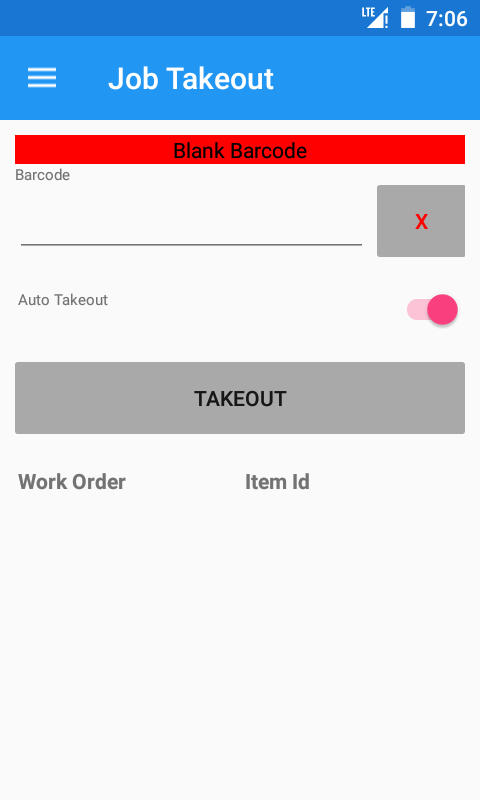 LTE 7:06
Job Takeout
Blank Barcode
Barcode
X
Auto Takeout
TAKEOUT
Work Order Item Id